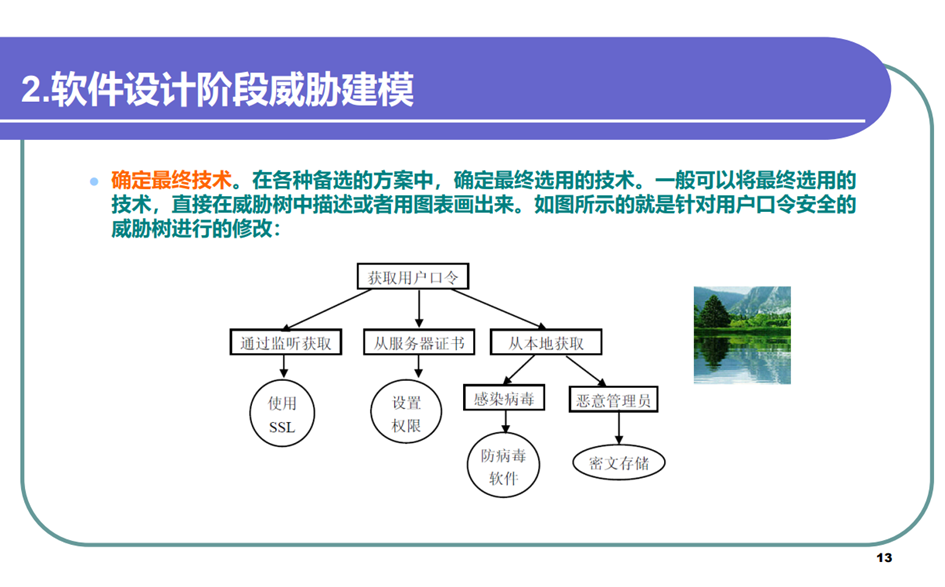 2.软件设计阶段威胁建模
确定最终技术。在各种备选的方案中，确定最终选用的技术。一般可以将最终选用的
技术，直接在威胁树中描述或者用图表画出来。如图所示的就是针对用户口令安全的
威胁树进行的修改：
获取用户口令
通过监听获取
从服务器证书
从本地获取
使用
SSL
设置
权限
感染病毒
恶意管理员
防病毒
软件
密文存储
13